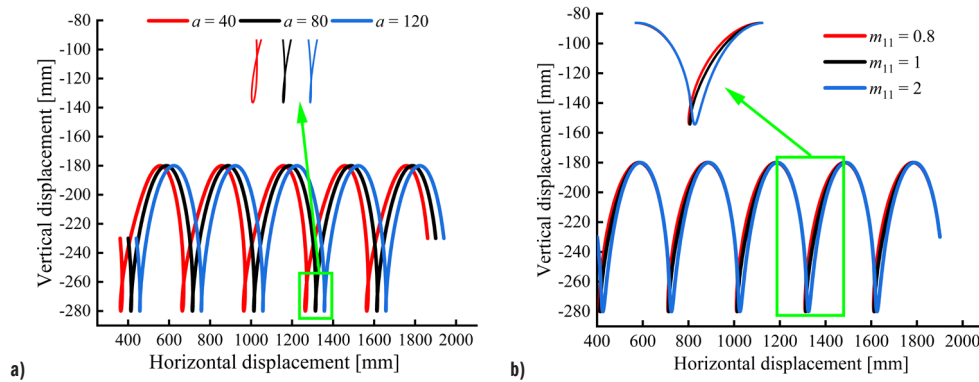 a = 40 a = 80 a = 120
-80
-100
-120
-140
-160
-180
-200
-220
-240
-260
-280
Vertical displacement [mm]
400 600 800 1000 1200 1400 1600 1800 2000
Horizontal displacement [mm]
a)
m11 = 0.8
m11 = 1
m11 = 2
-80
-100
-120
-140
-160
-180
-200
-220
-240
-260
-280
Vertical displacement [mm]
400 600 800 1000 1200 1400 1600 1800 2000
Horizontal displacement [mm]
b)